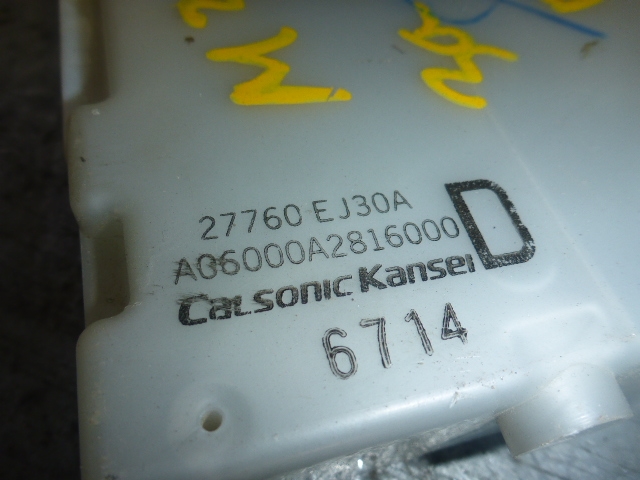 27760 EJ30A
A06000A2816000 D
CALSONIC KANSEI
6714